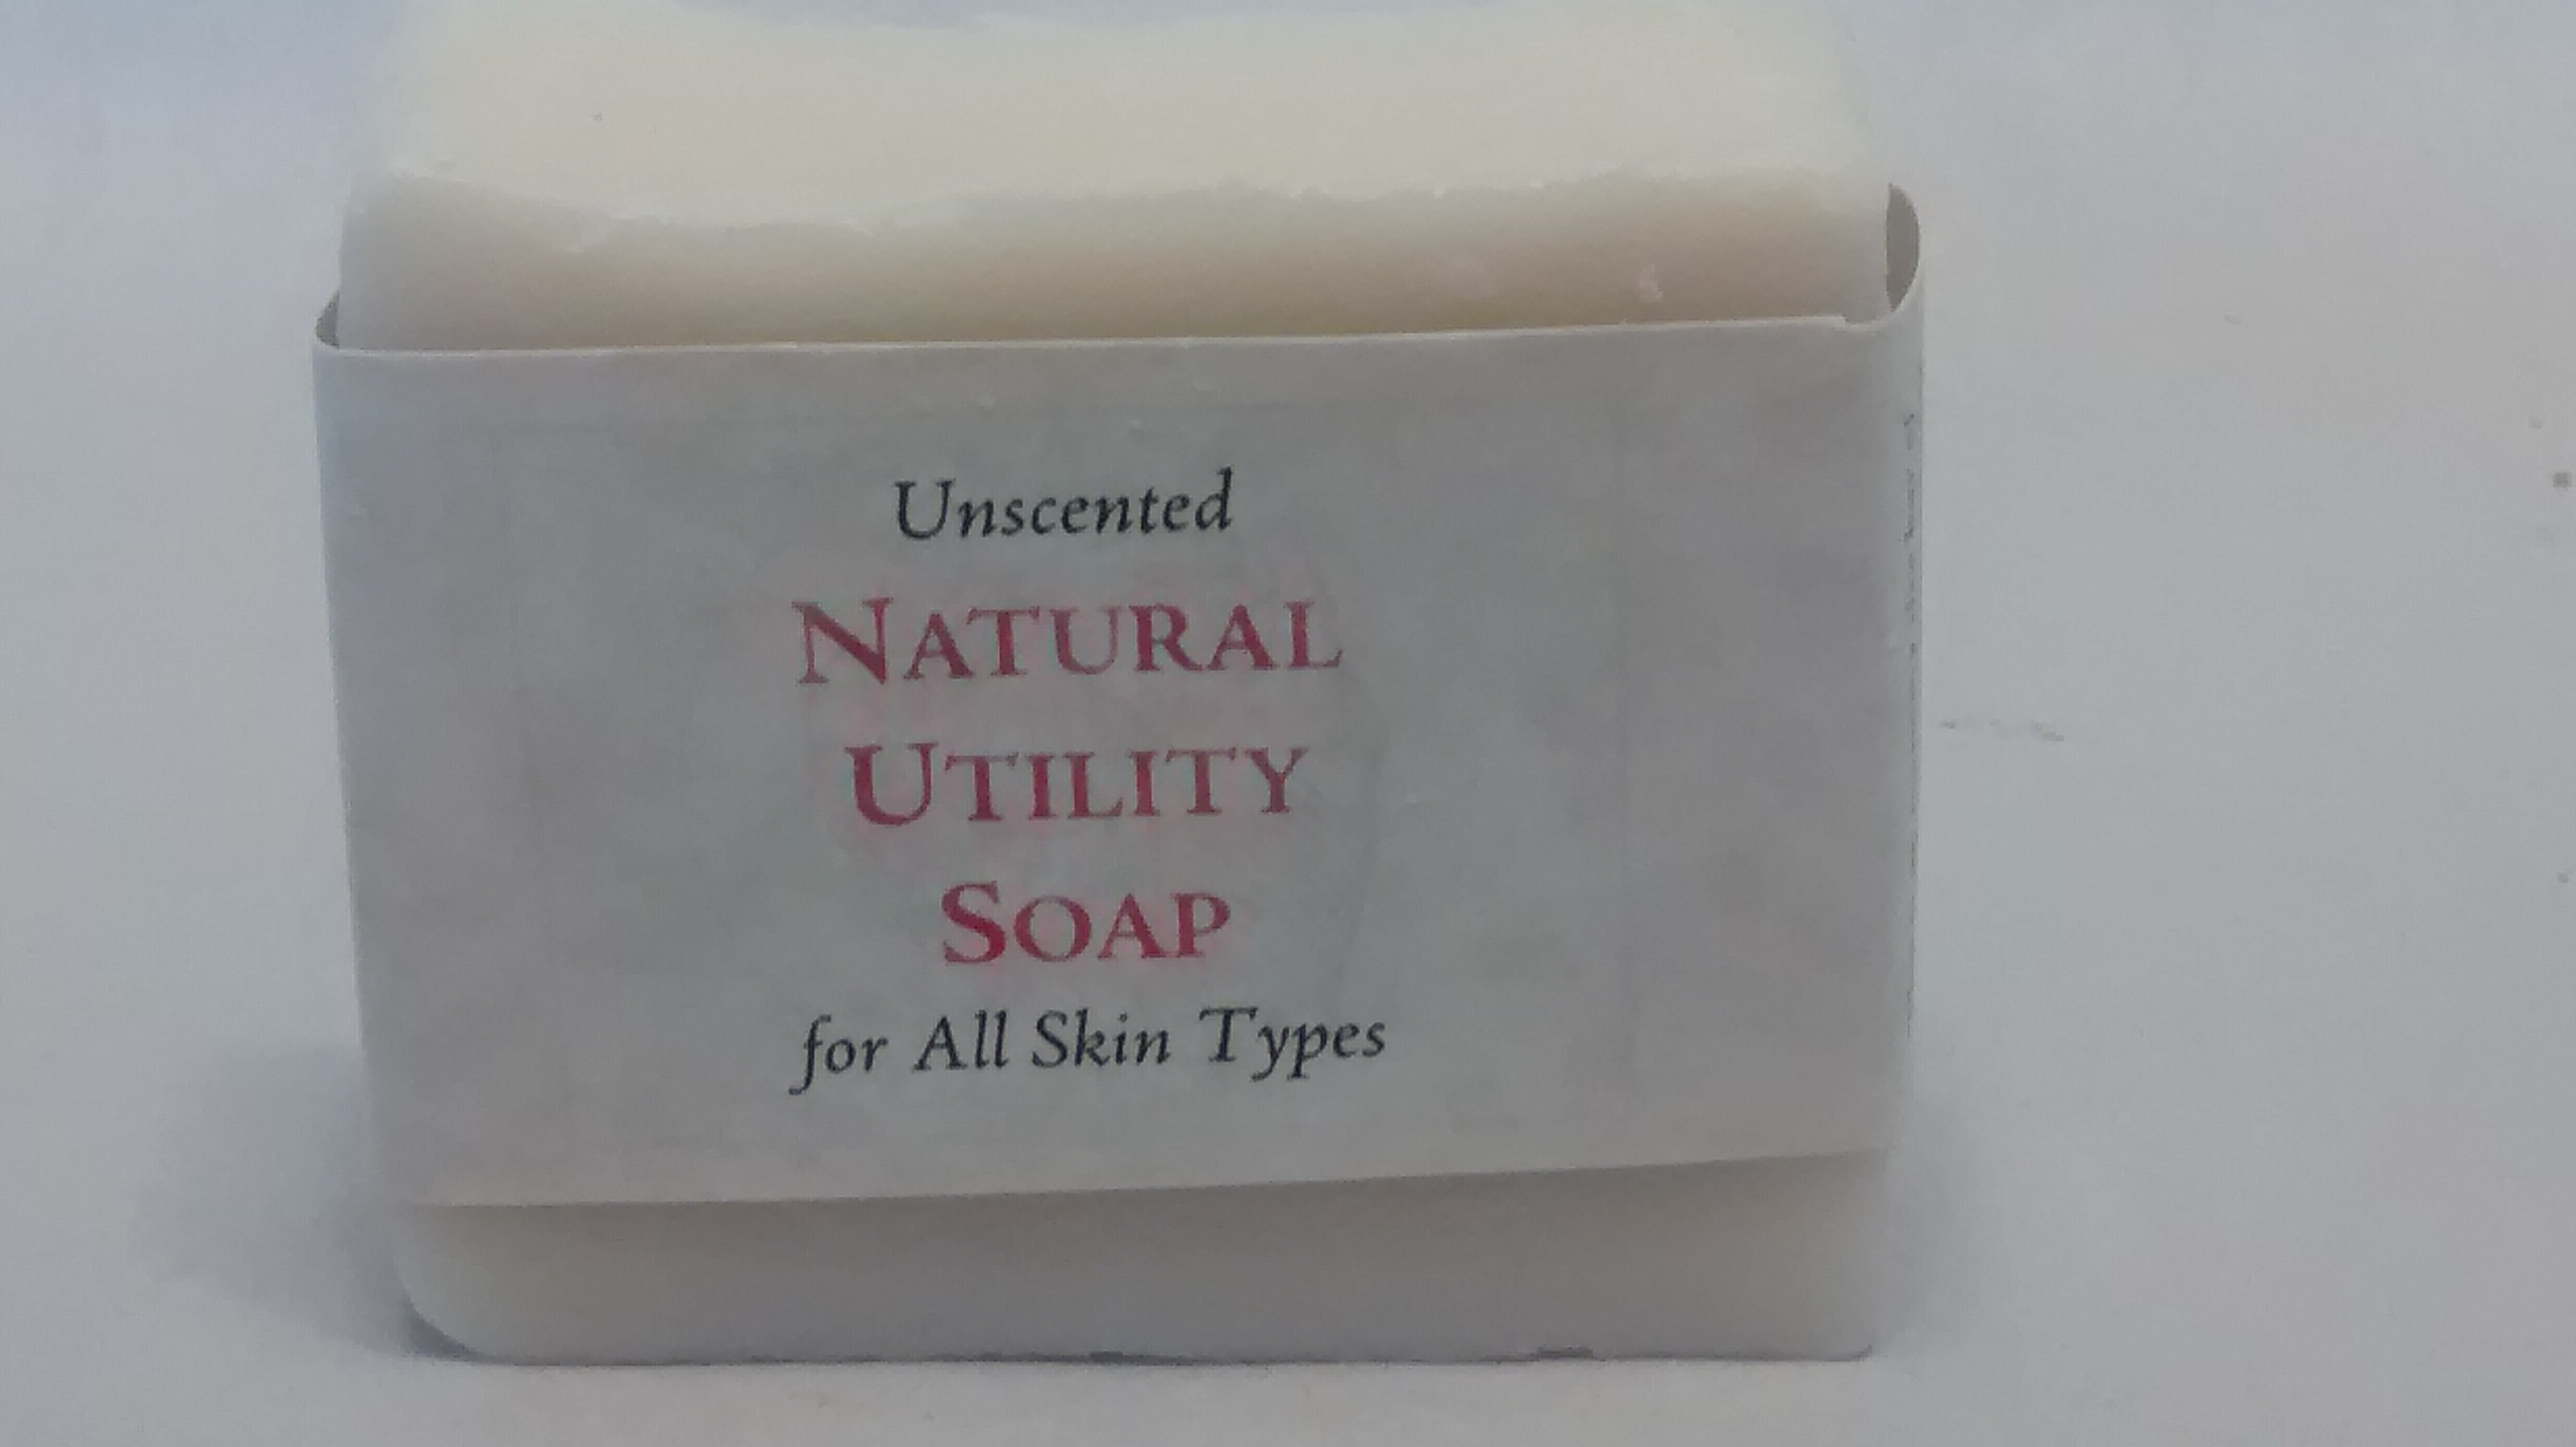 Unscented
NATURAL
UTILITY
SOAP
for All Skin Types